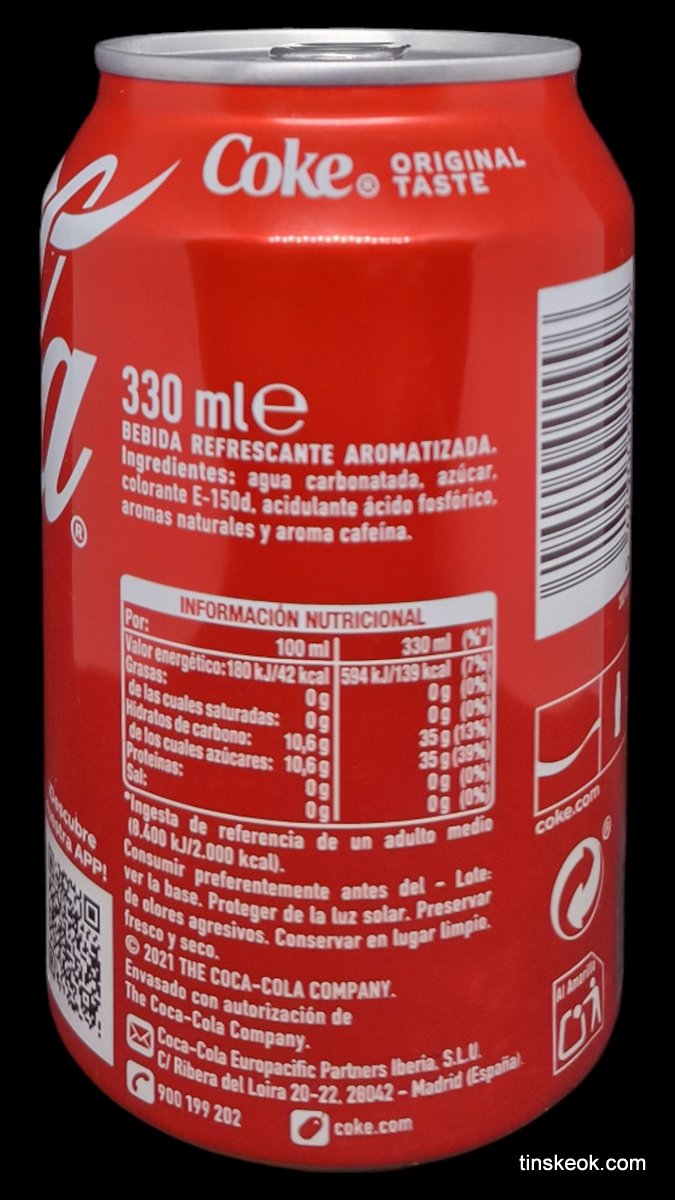 Coke® ORIGINAL
TASTE
a®
330 ml℮
BEBIDA REFRESCANTE AROMATIZADA.
Ingredientes: agua carbonatada, azúcar,
colorante E-150d, acidulante ácido fosfórico,
aromas naturales y aroma cafeína.
INFORMACIÓN NUTRICIONAL
Por: 100 ml 330 ml (%*)
Valor energético: 180 kJ/42 kcal 594 kJ/139 kcal (7%)
Grasas: 0 g 0 g (0%)
de las cuales saturadas: 0 g 0 g (0%)
Hidratos de carbono: 10,6 g 35 g (13%)
de los cuales azúcares: 10,6 g 35 g (39%)
Proteínas: 0 g 0 g (0%)
Sal: 0 g 0 g (0%)
*Ingesta de referencia de un adulto medio
(8.400 kJ/2.000 kcal).
Consumir preferentemente antes del - Lote:
ver la base. Proteger de la luz solar. Preservar
de olores agresivos. Conservar en lugar limpio,
fresco y seco.
© 2021 THE COCA-COLA COMPANY.
Envasado con autorización de
The Coca-Cola Company.
Coca-Cola Europacific Partners Iberia, S.L.U.
C/ Ribera del Loira 20-22, 28042 - Madrid (España).
900 199 202
coke.com
Descubre
APP!
coke.com
®
Al Amarillo
tinskeok.com